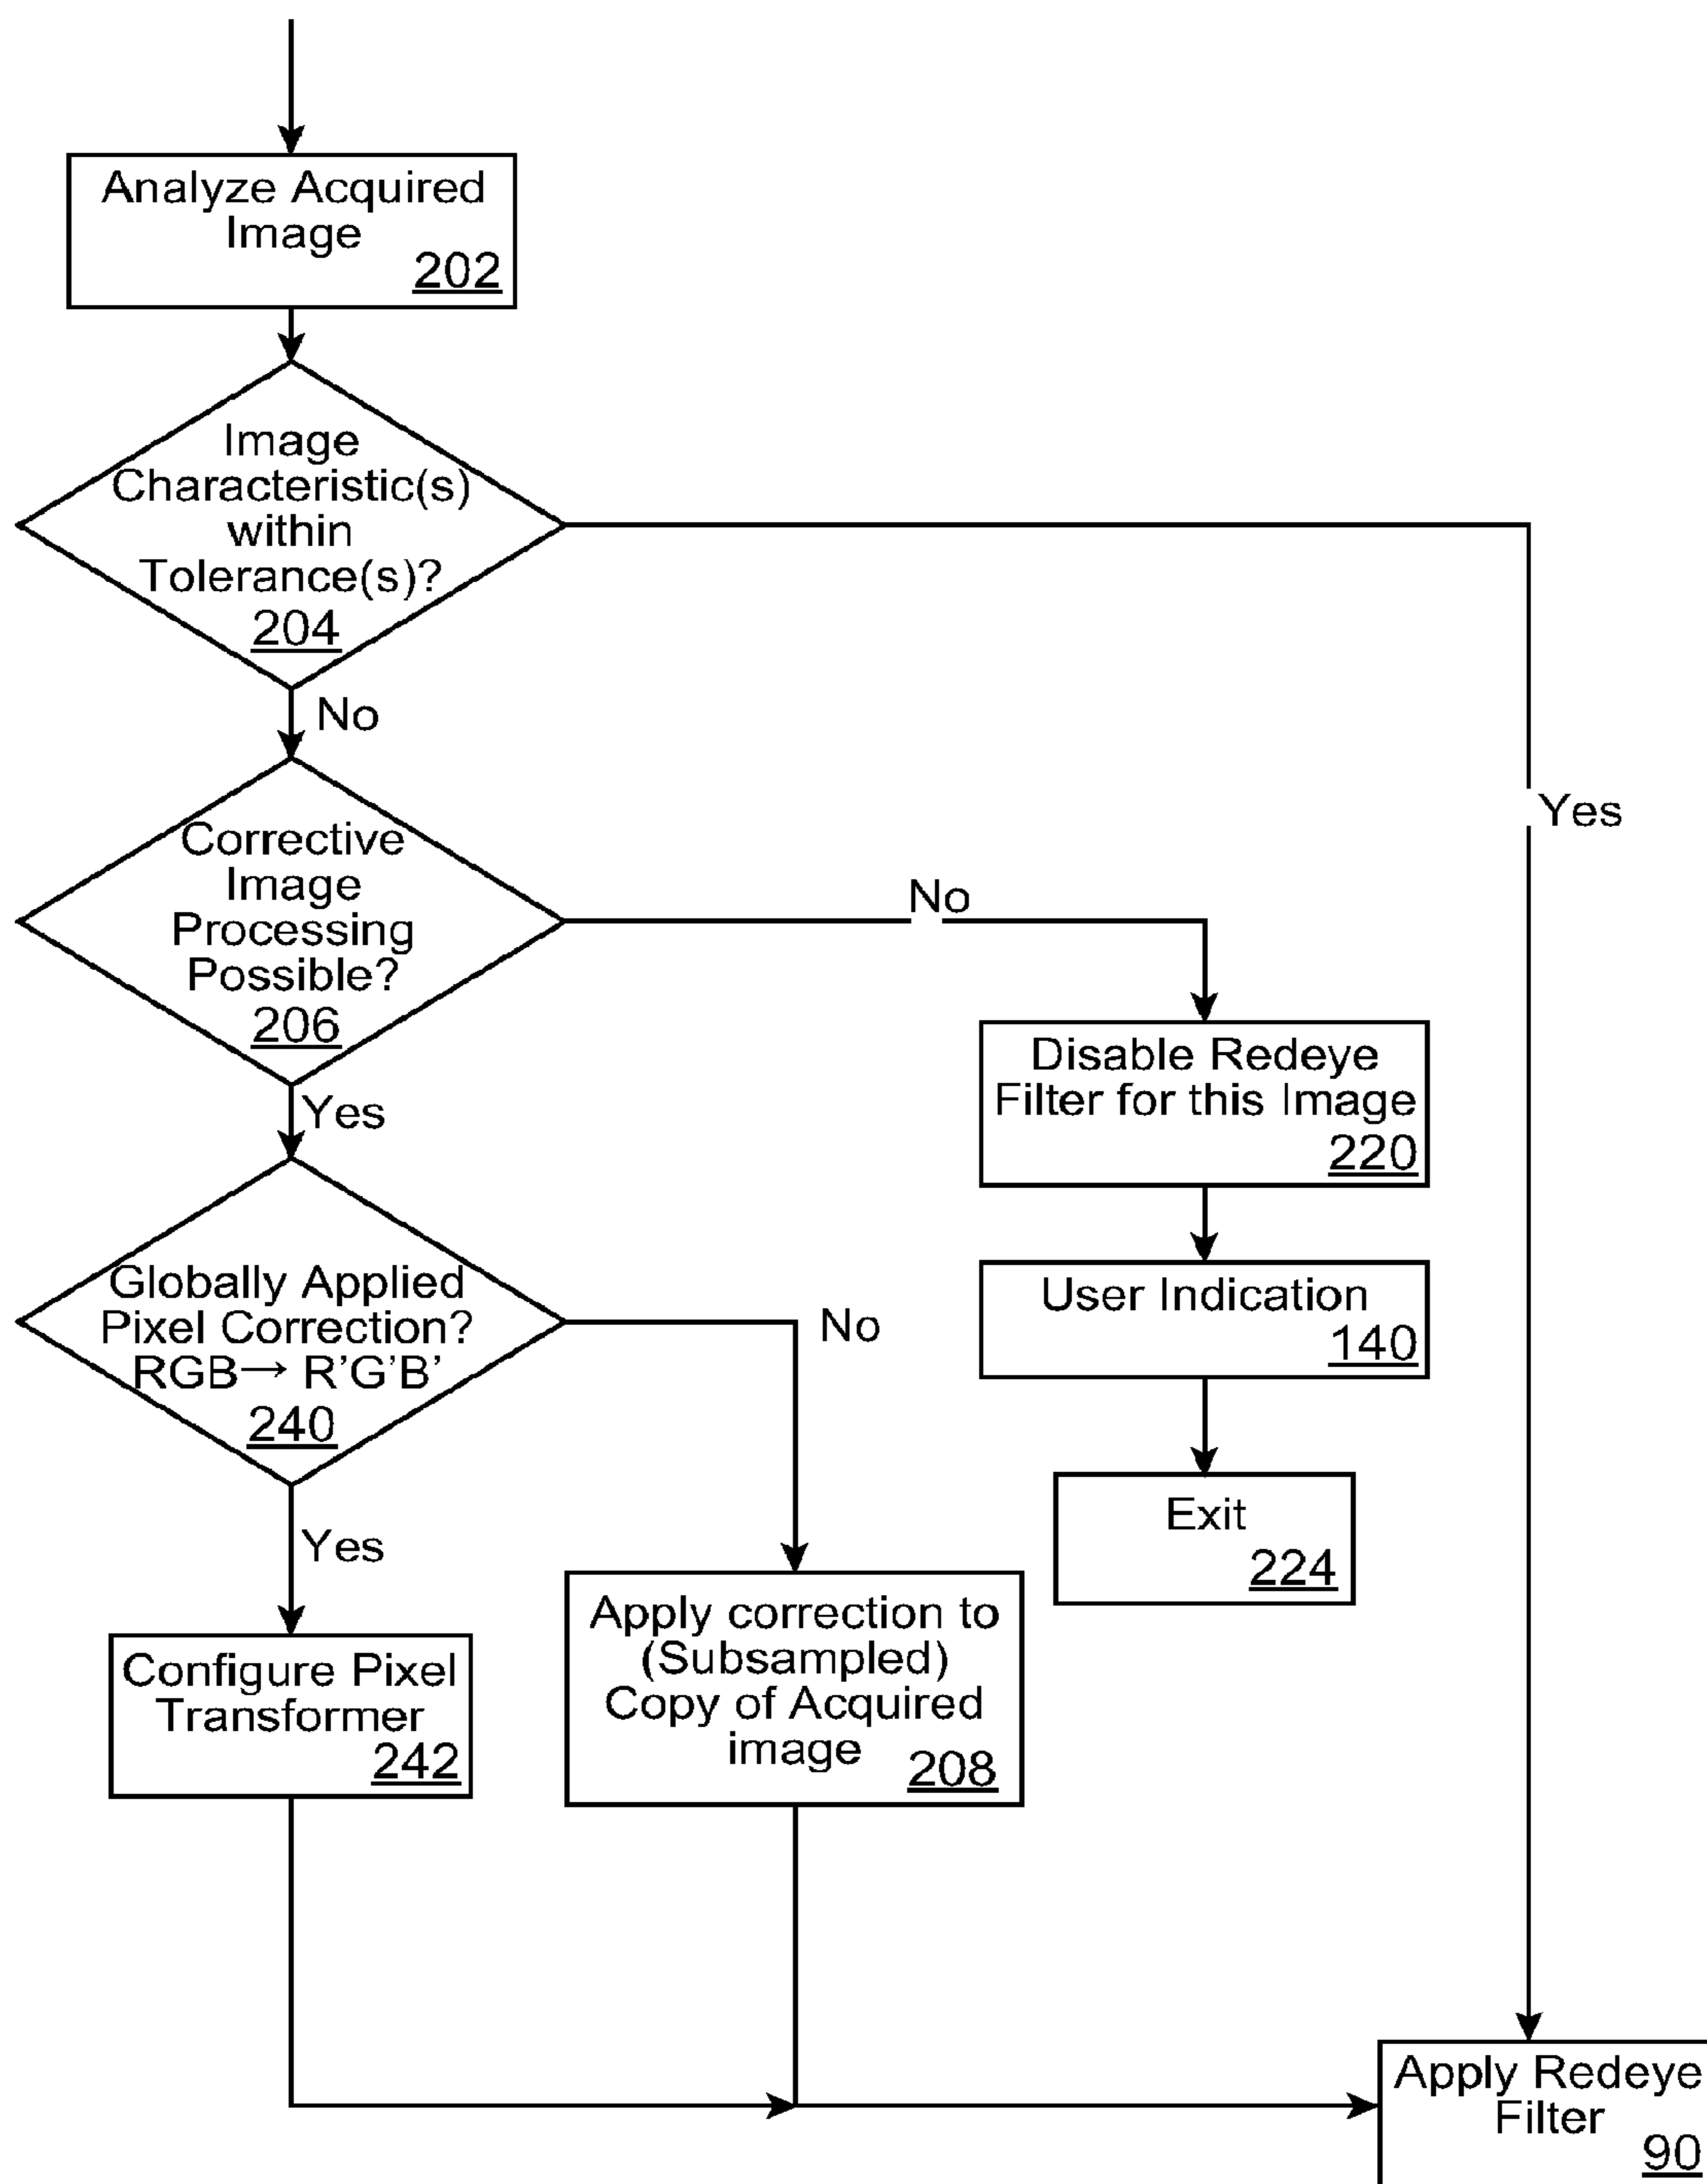 Analyze Acquired
Image
202
Image
Characteristic(s)
within
Tolerance(s)?
204
No
Yes
Corrective
Image
Processing
Possible?
206
No
Yes
Disable Redeye
Filter for this Image
220
User Indication
140
Exit
224
Globally Applied
Pixel Correction?
RGB→ R'G'B'
240
No
Yes
Configure Pixel
Transformer
242
Apply correction to
(Subsampled)
Copy of Acquired
image
208
Apply Redeye
Filter
90